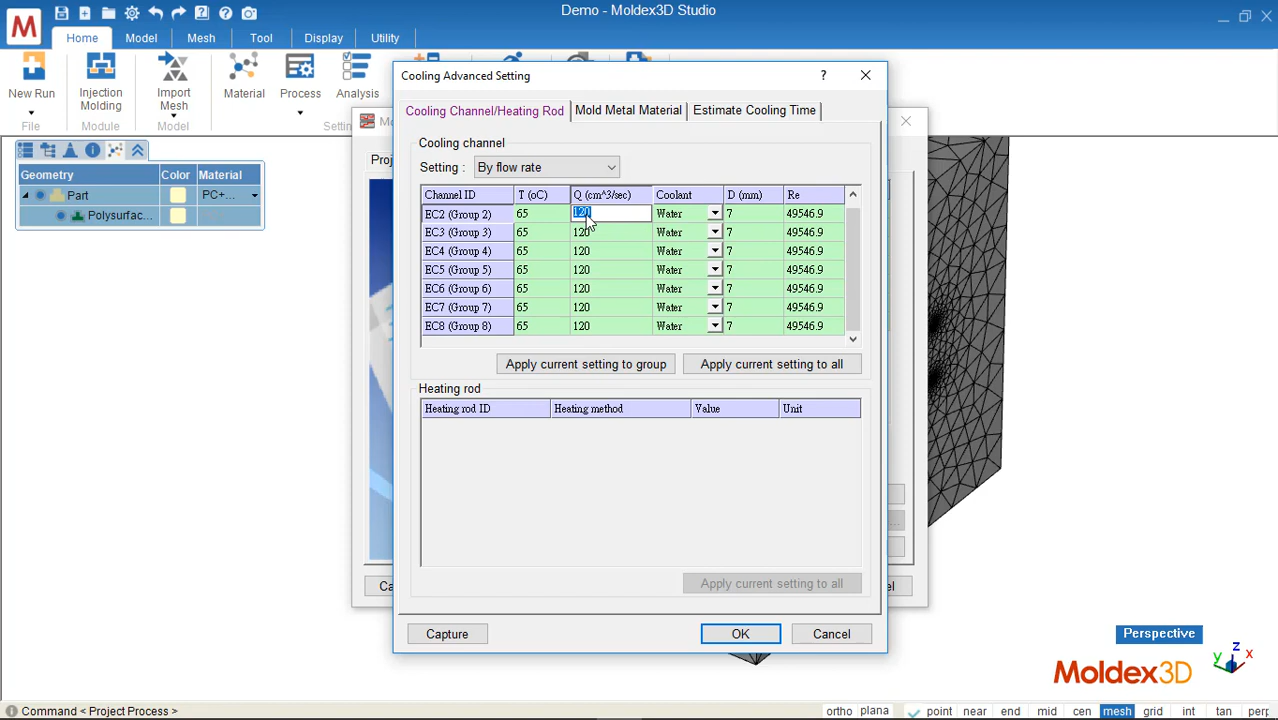 Demo - Moldex3D Studio
M
Home Model Mesh Tool Display Utility
New Run
Injection Molding
Import Mesh
Material
Process
Analysis
File
Module
Model
Cooling Advanced Setting
?
Cooling Channel/Heating Rod Mold Metal Material Estimate Cooling Time
Cooling channel
Setting : By flow rate
Channel ID T (oC) Q (cm^3/sec) Coolant D (mm) Re
EC2 (Group 2) 65 120 Water 7 49546.9
EC3 (Group 3) 65 120 Water 7 49546.9
EC4 (Group 4) 65 120 Water 7 49546.9
EC5 (Group 5) 65 120 Water 7 49546.9
EC6 (Group 6) 65 120 Water 7 49546.9
EC7 (Group 7) 65 120 Water 7 49546.9
EC8 (Group 8) 65 120 Water 7 49546.9
Apply current setting to group Apply current setting to all
Heating rod
Heating rod ID Heating method Value Unit
Apply current setting to all
Capture OK Cancel
Geometry Color Material
Part PC+...
Polysurfac...
Perspective
z
y x
Moldex3D
Command < Project Process >
ortho plana point near end mid cen mesh grid int tan perp